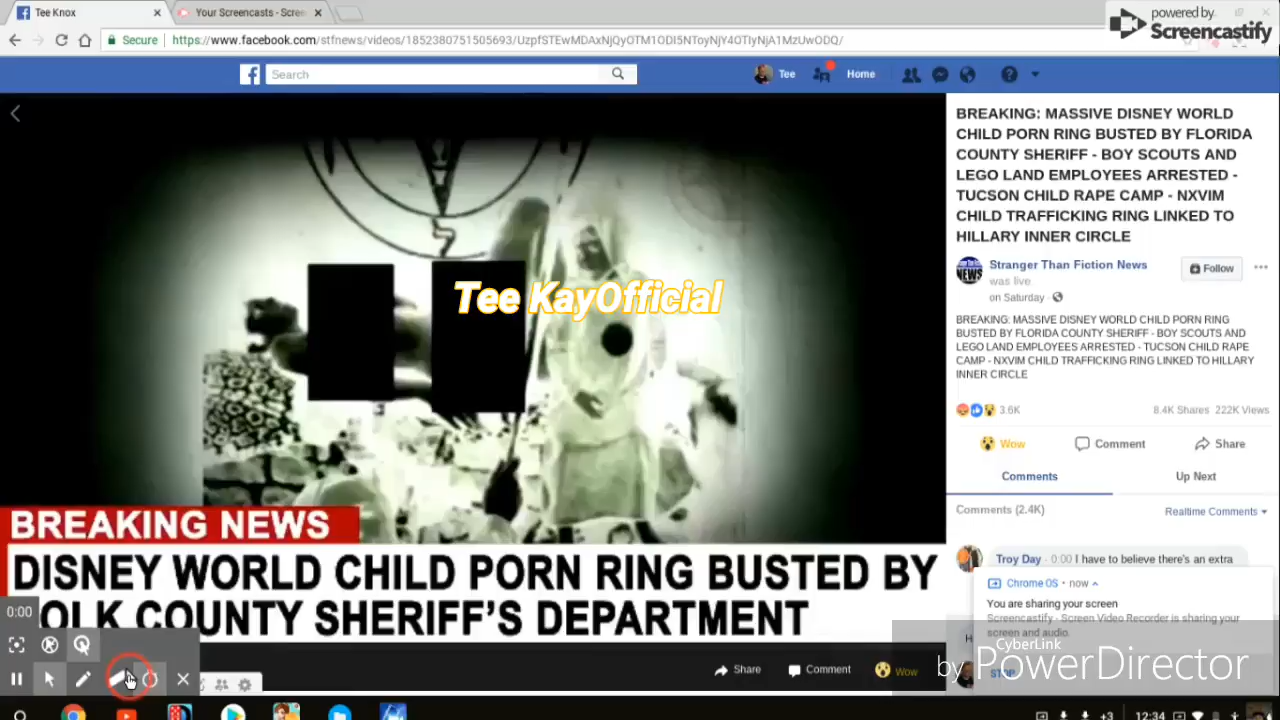 Tee Knox
Your Screencasts - Scree
powered by
Screencastify
Secure
https://www.facebook.com/stfnews/videos/1852380751505693/UzpfSTEwMDAxNjQyOTM1ODI5NToyNjY4OTIyNjA1MzUwODQ/
Search
Tee
Home
BREAKING: MASSIVE DISNEY WORLD
CHILD PORN RING BUSTED BY FLORIDA
COUNTY SHERIFF - BOY SCOUTS AND
LEGO LAND EMPLOYEES ARRESTED -
TUCSON CHILD RAPE CAMP - NXVIM
CHILD TRAFFICKING RING LINKED TO
HILLARY INNER CIRCLE
NEWS
Stranger Than Fiction News
was live
on Saturday
Follow
BREAKING: MASSIVE DISNEY WORLD CHILD PORN RING
BUSTED BY FLORIDA COUNTY SHERIFF - BOY SCOUTS AND
LEGO LAND EMPLOYEES ARRESTED - TUCSON CHILD RAPE
CAMP - NXVIM CHILD TRAFFICKING RING LINKED TO HILLARY
INNER CIRCLE
3.6K
8.4K Shares 222K Views
Wow
Comment
Share
Comments
Up Next
Comments (2.4K)
Realtime Comments
Troy Day · 0:00 I have to believe there's an extra
Chrome OS · now
You are sharing your screen
Screencastify - Screen Video Recorder is sharing your
screen and audio.
STOP
Tee KayOfficial
BREAKING NEWS
DISNEY WORLD CHILD PORN RING BUSTED BY
OLK COUNTY SHERIFF'S DEPARTMENT
0:00
Share
Comment
Wow
CyberLink
by PowerDirector
+3
12:34